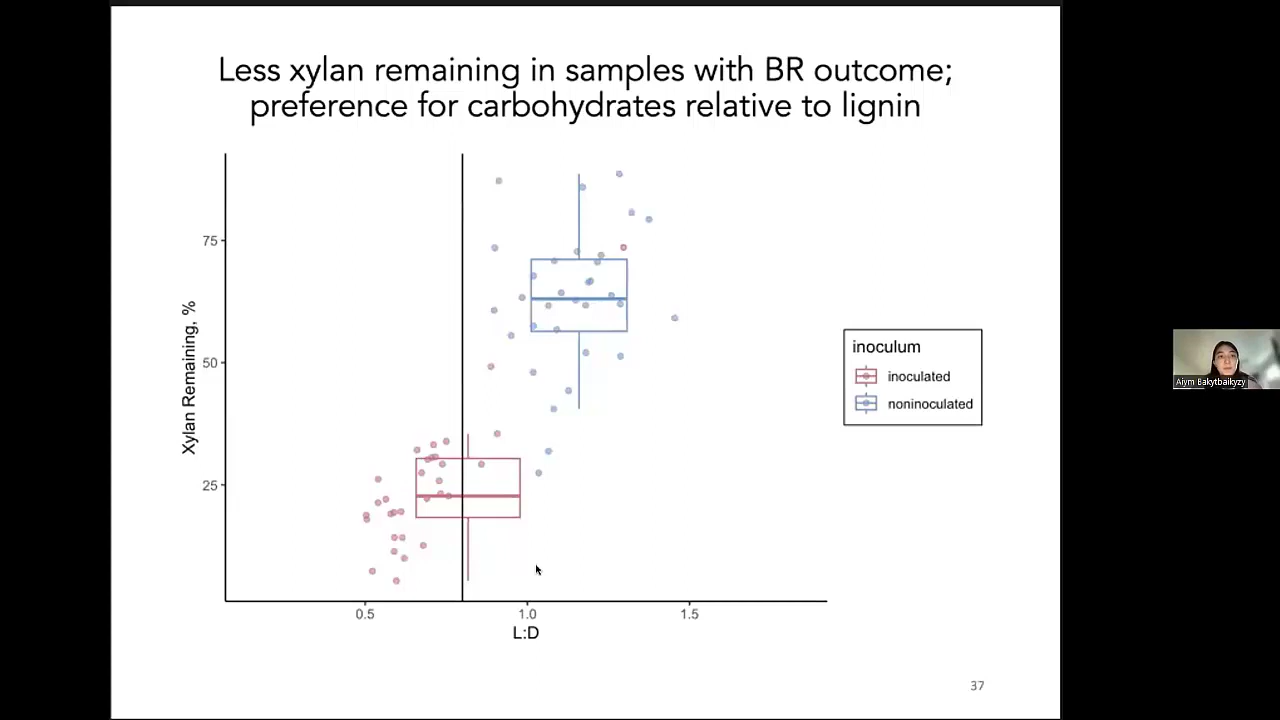 Less xylan remaining in samples with BR outcome;
preference for carbohydrates relative to lignin
Xylan Remaining, %
75
50
25
0.5
1.0
1.5
L:D
inoculum
inoculated
noninoculated
Aiym Bakytbaikyzy
37